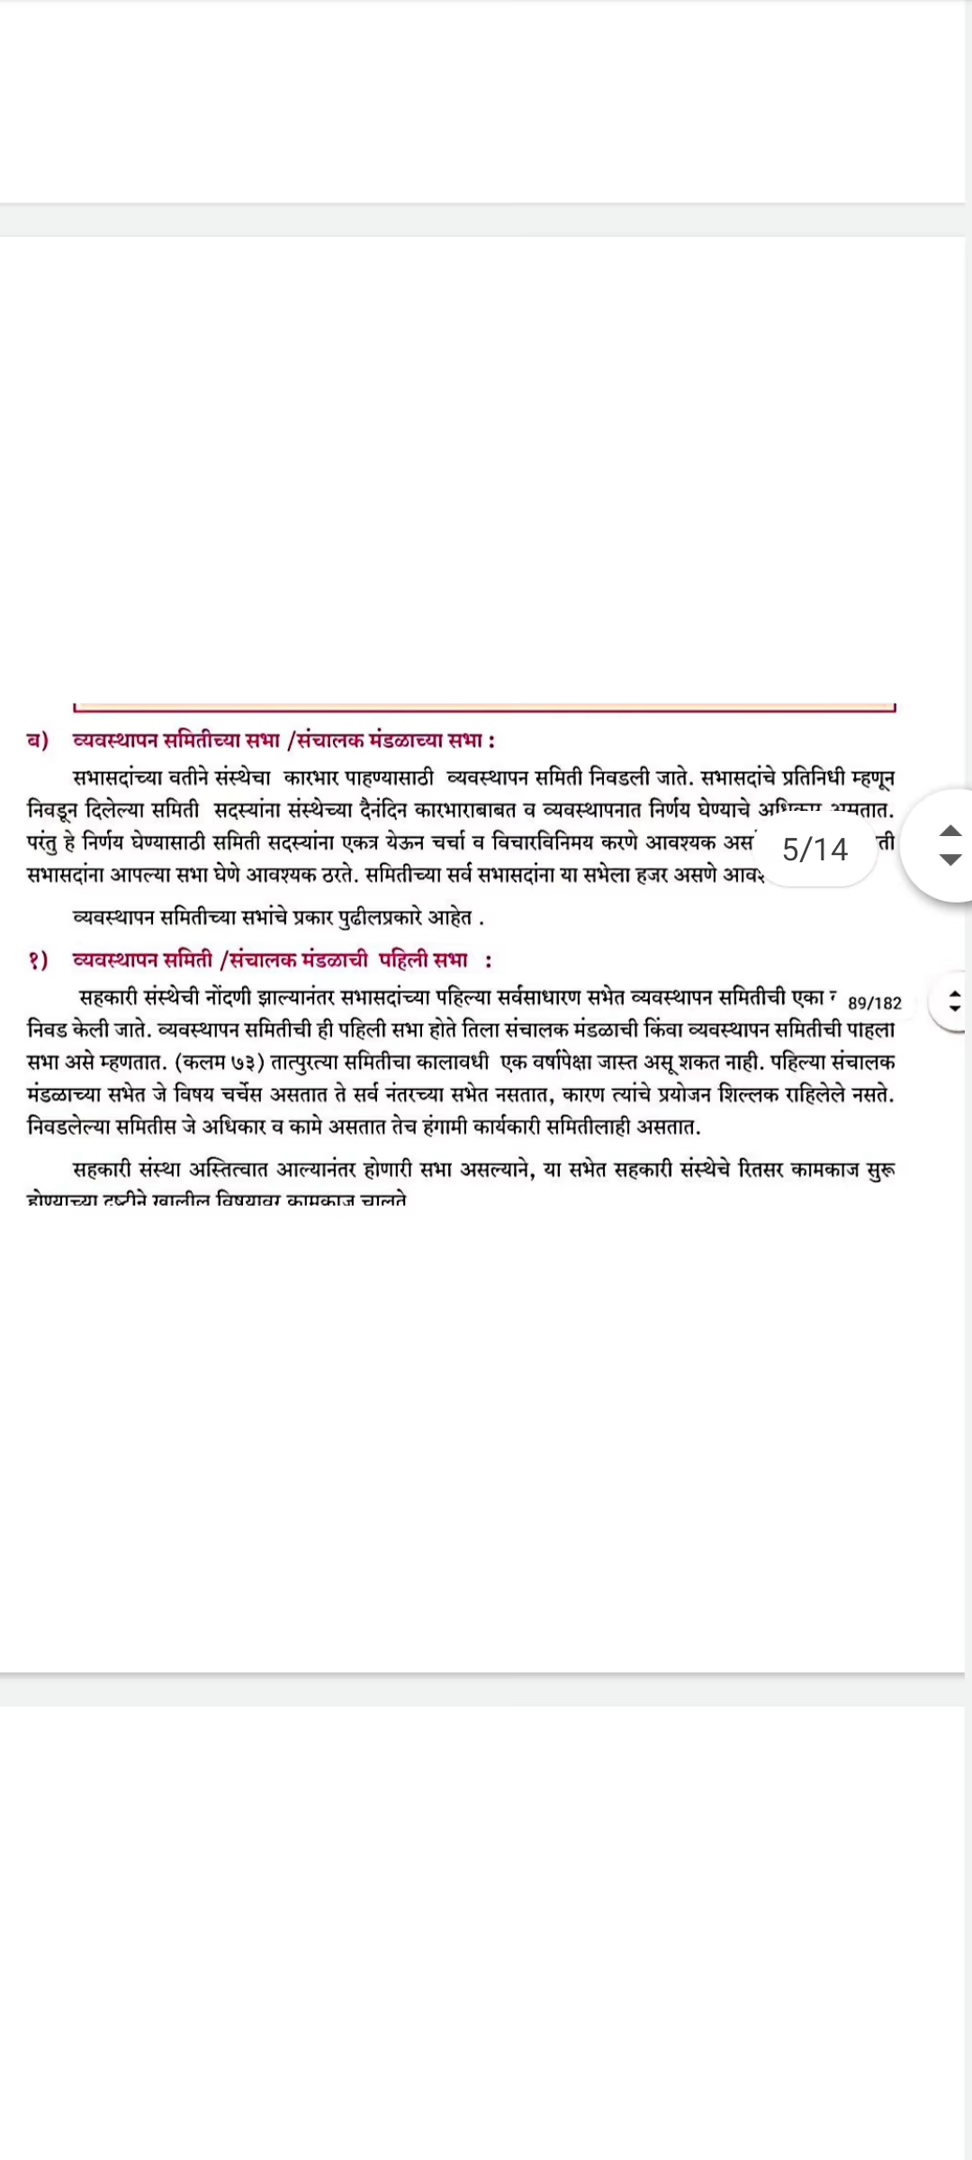 ब) व्यवस्थापन समितीच्या सभा /संचालक मंडळाच्या सभा :
सभासदांच्या वतीने संस्थेचा कारभार पाहण्यासाठी व्यवस्थापन समिती निवडली जाते. सभासदांचे प्रतिनिधी म्हणून
निवडून दिलेल्या समिती सदस्यांना संस्थेच्या दैनंदिन कारभाराबाबत व व्यवस्थापनात निर्णय घेण्याचे
परंतु हे निर्णय घेण्यासाठी समिती सदस्यांना एकत्र येऊन चर्चा व विचारविनिमय करणे आवश्यक
5/14
सभासदांना आपल्या सभा घेणे आवश्यक ठरते. समितीच्या सर्व सभासदांना या सभेला हजर असणे
व्यवस्थापन समितीच्या सभांचे प्रकार पुढीलप्रकारे आहेत .
१) व्यवस्थापन समिती /संचालक मंडळाची पहिली सभा :
सहकारी संस्थेची नोंदणी झाल्यानंतर सभासदांच्या पहिल्या सर्वसाधारण सभेत व्यवस्थापन समितीची एका
89/182
निवड केली जाते. व्यवस्थापन समितीची ही पहिली सभा होते तिला संचालक मंडळाची किंवा व्यवस्थापन समितीची पहिली
सभा असे म्हणतात. (कलम ७३) तात्पुरत्या समितीचा कालावधी एक वर्षापेक्षा जास्त असू शकत नाही. पहिल्या संचालक
मंडळाच्या सभेत जे विषय चर्चेस असतात ते सर्व नंतरच्या सभेत नसतात, कारण त्यांचे प्रयोजन शिल्लक राहिलेले नसते.
निवडलेल्या समितीस जे अधिकार व कामे असतात तेच हंगामी कार्यकारी समितीलाही असतात.
सहकारी संस्था अस्तित्वात आल्यानंतर होणारी सभा असल्याने, या सभेत सहकारी संस्थेचे रितसर कामकाज सुरू
होण्याच्या दृष्टीने खालील विषयावर कामकाज चालते